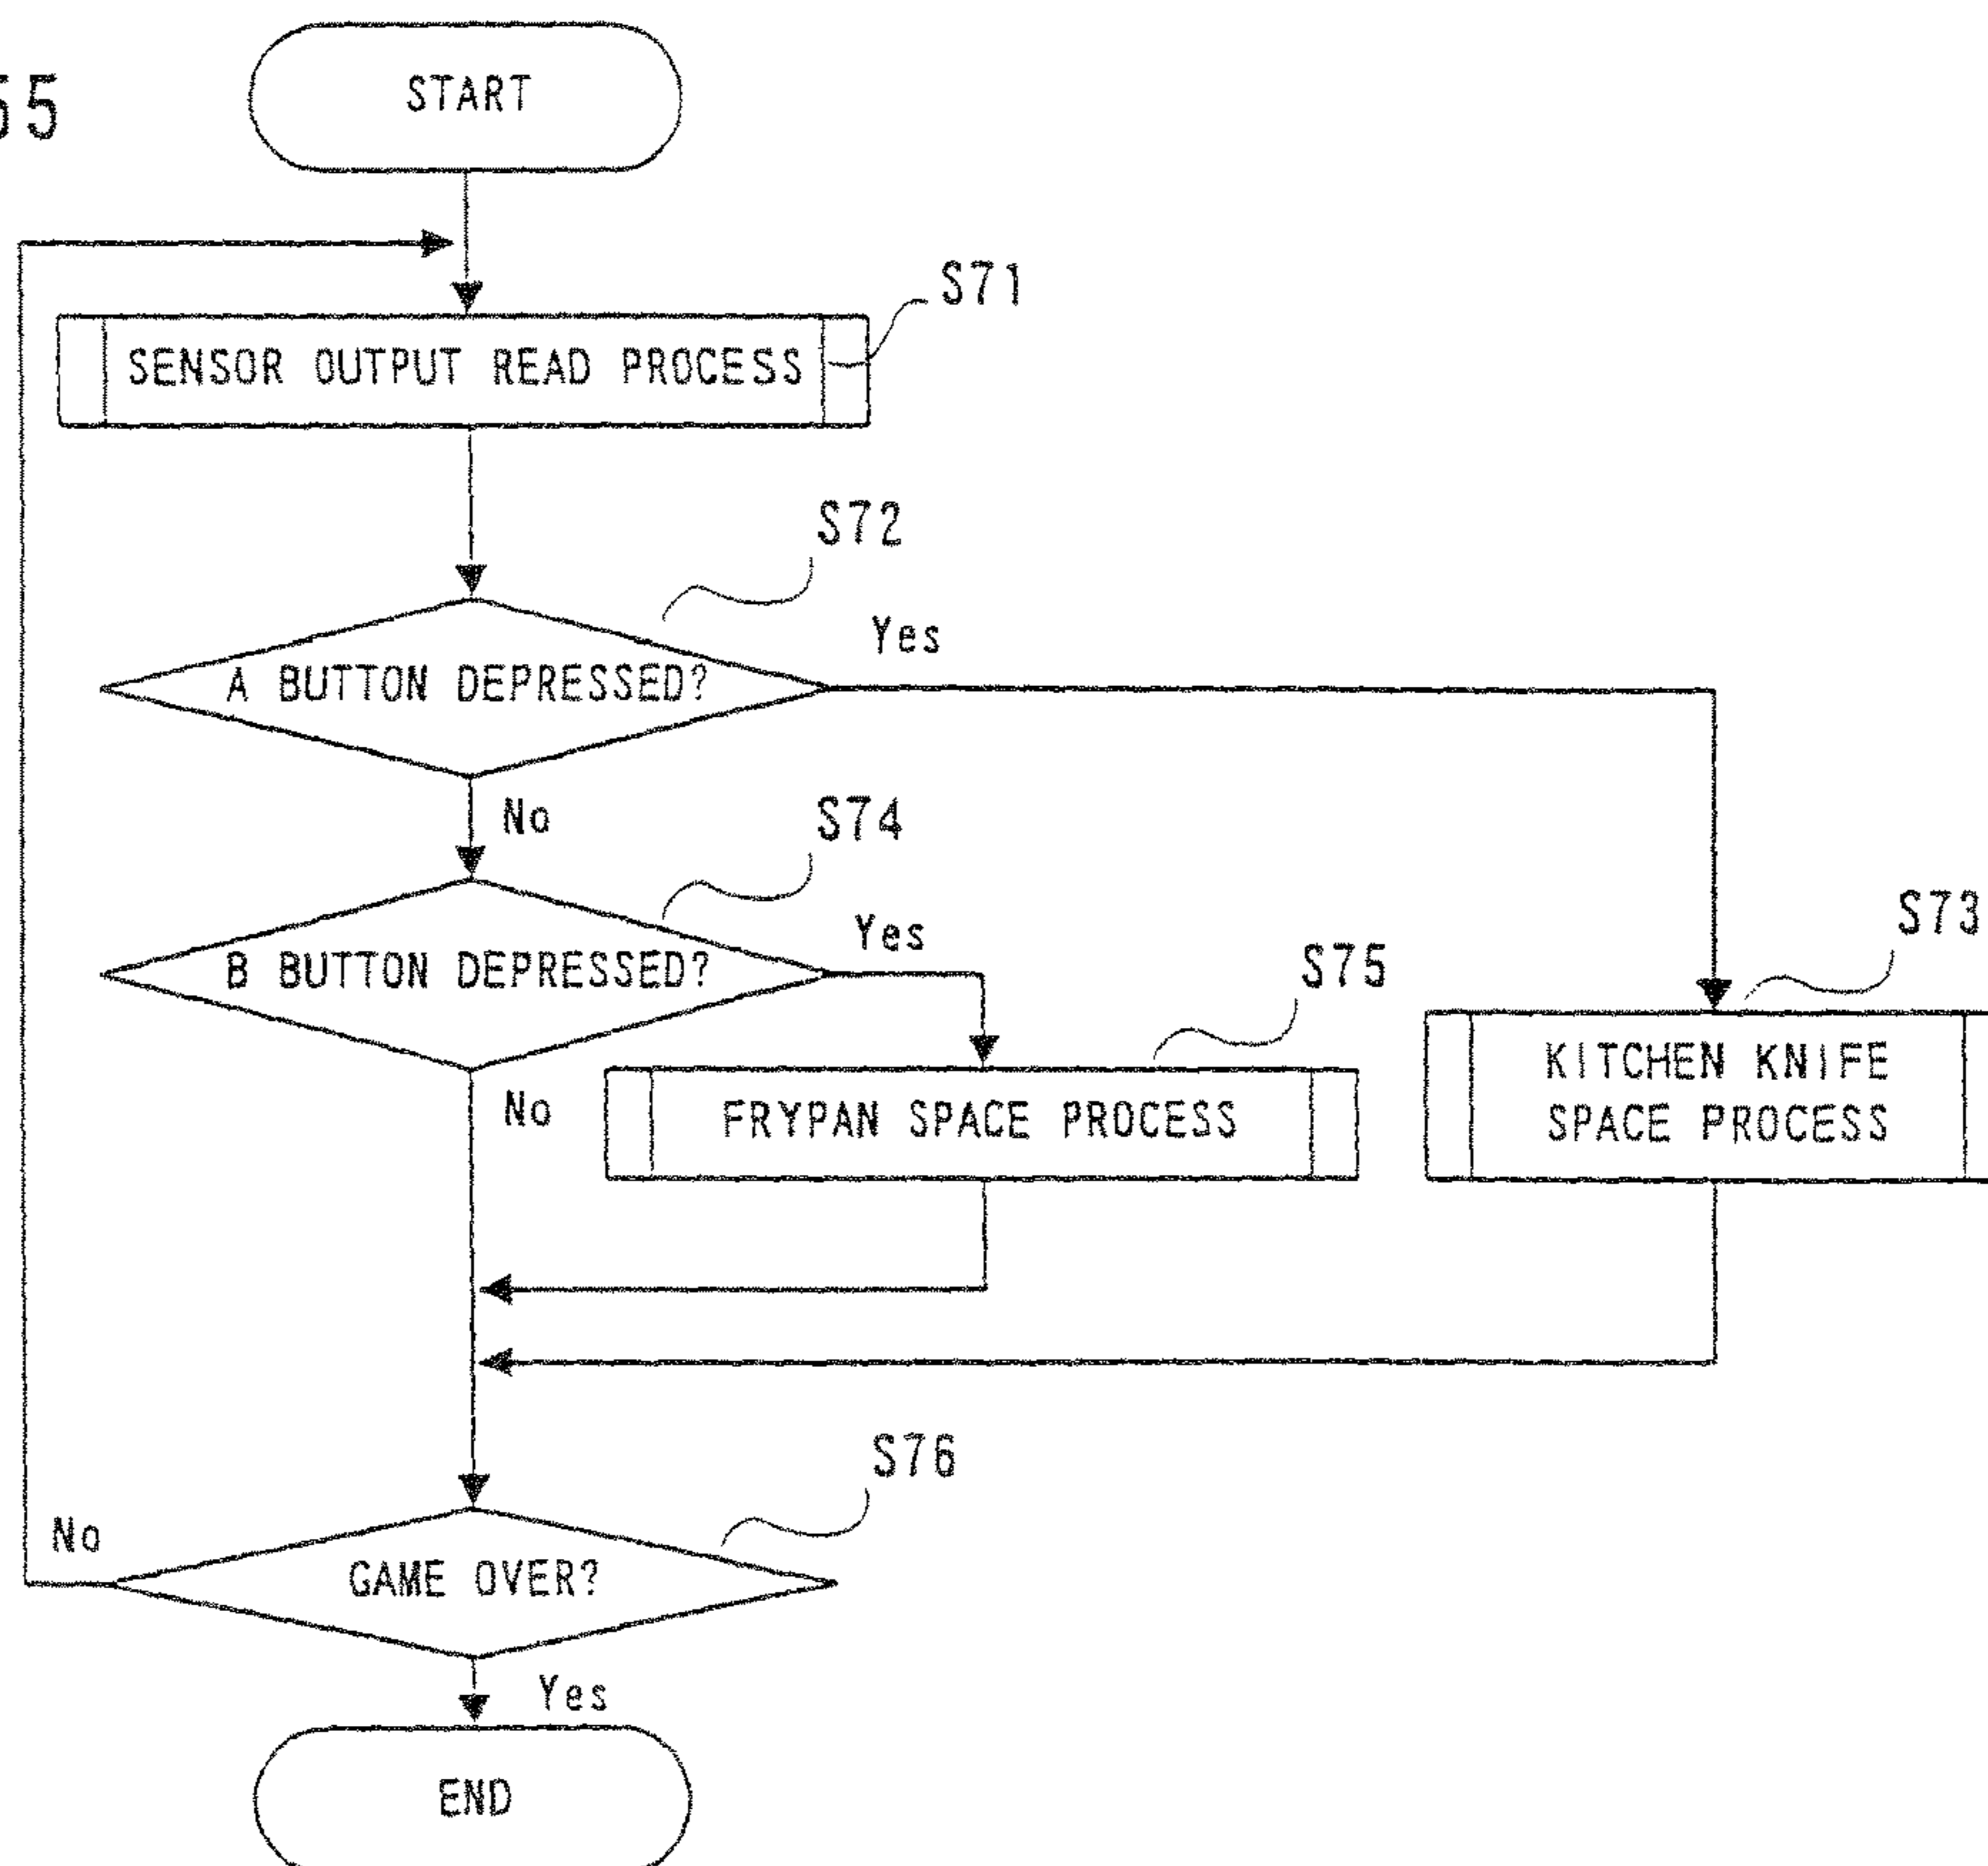 55
START
S71
SENSOR OUTPUT READ PROCESS
S72
Yes
A BUTTON DEPRESSED?
No
S74
Yes
B BUTTON DEPRESSED?
S75
S73
No
FRYPAN SPACE PROCESS
KITCHEN KNIFE
SPACE PROCESS
S76
No
GAME OVER?
Yes
END